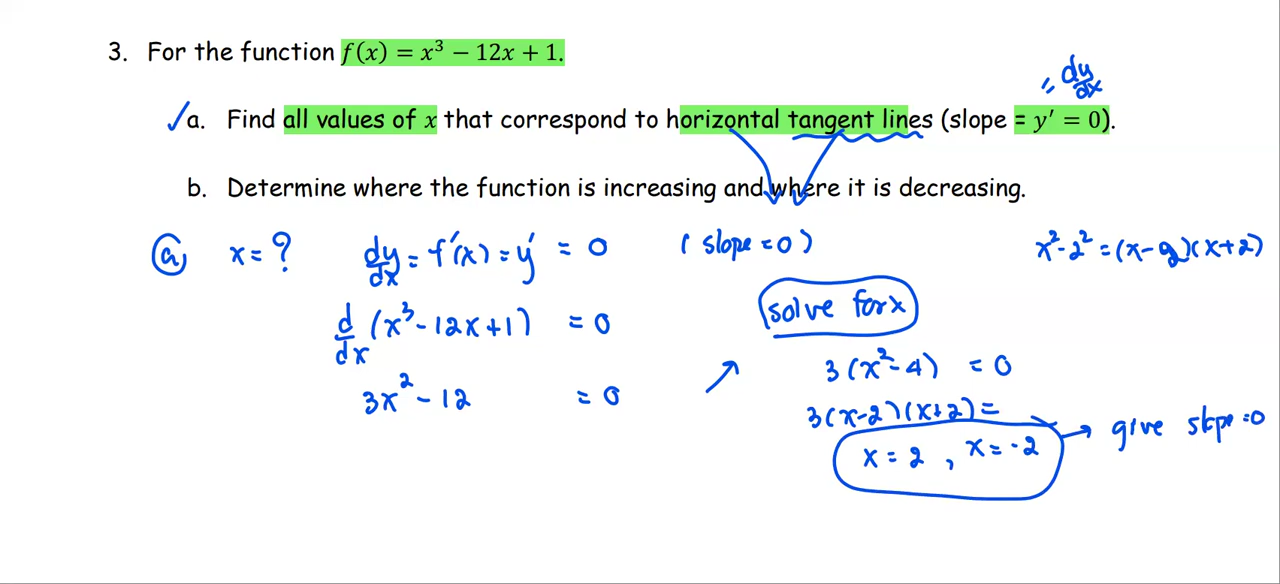 3. For the function f(x) = x³ − 12x + 1.
= dy/dx
✓a. Find all values of x that correspond to horizontal tangent lines (slope = y′ = 0).
b. Determine where the function is increasing and where it is decreasing.
ⓐ x = ? dy/dx = f′(x) = y′ = 0 (slope = 0) x² - 2² = (x - 2)(x + 2)
solve for x
d/dx (x³ - 12x + 1) = 0
3(x² - 4) = 0
3x² - 12 = 0
3(x-2)(x+2) =
x = 2 , x = -2 → give slope = 0